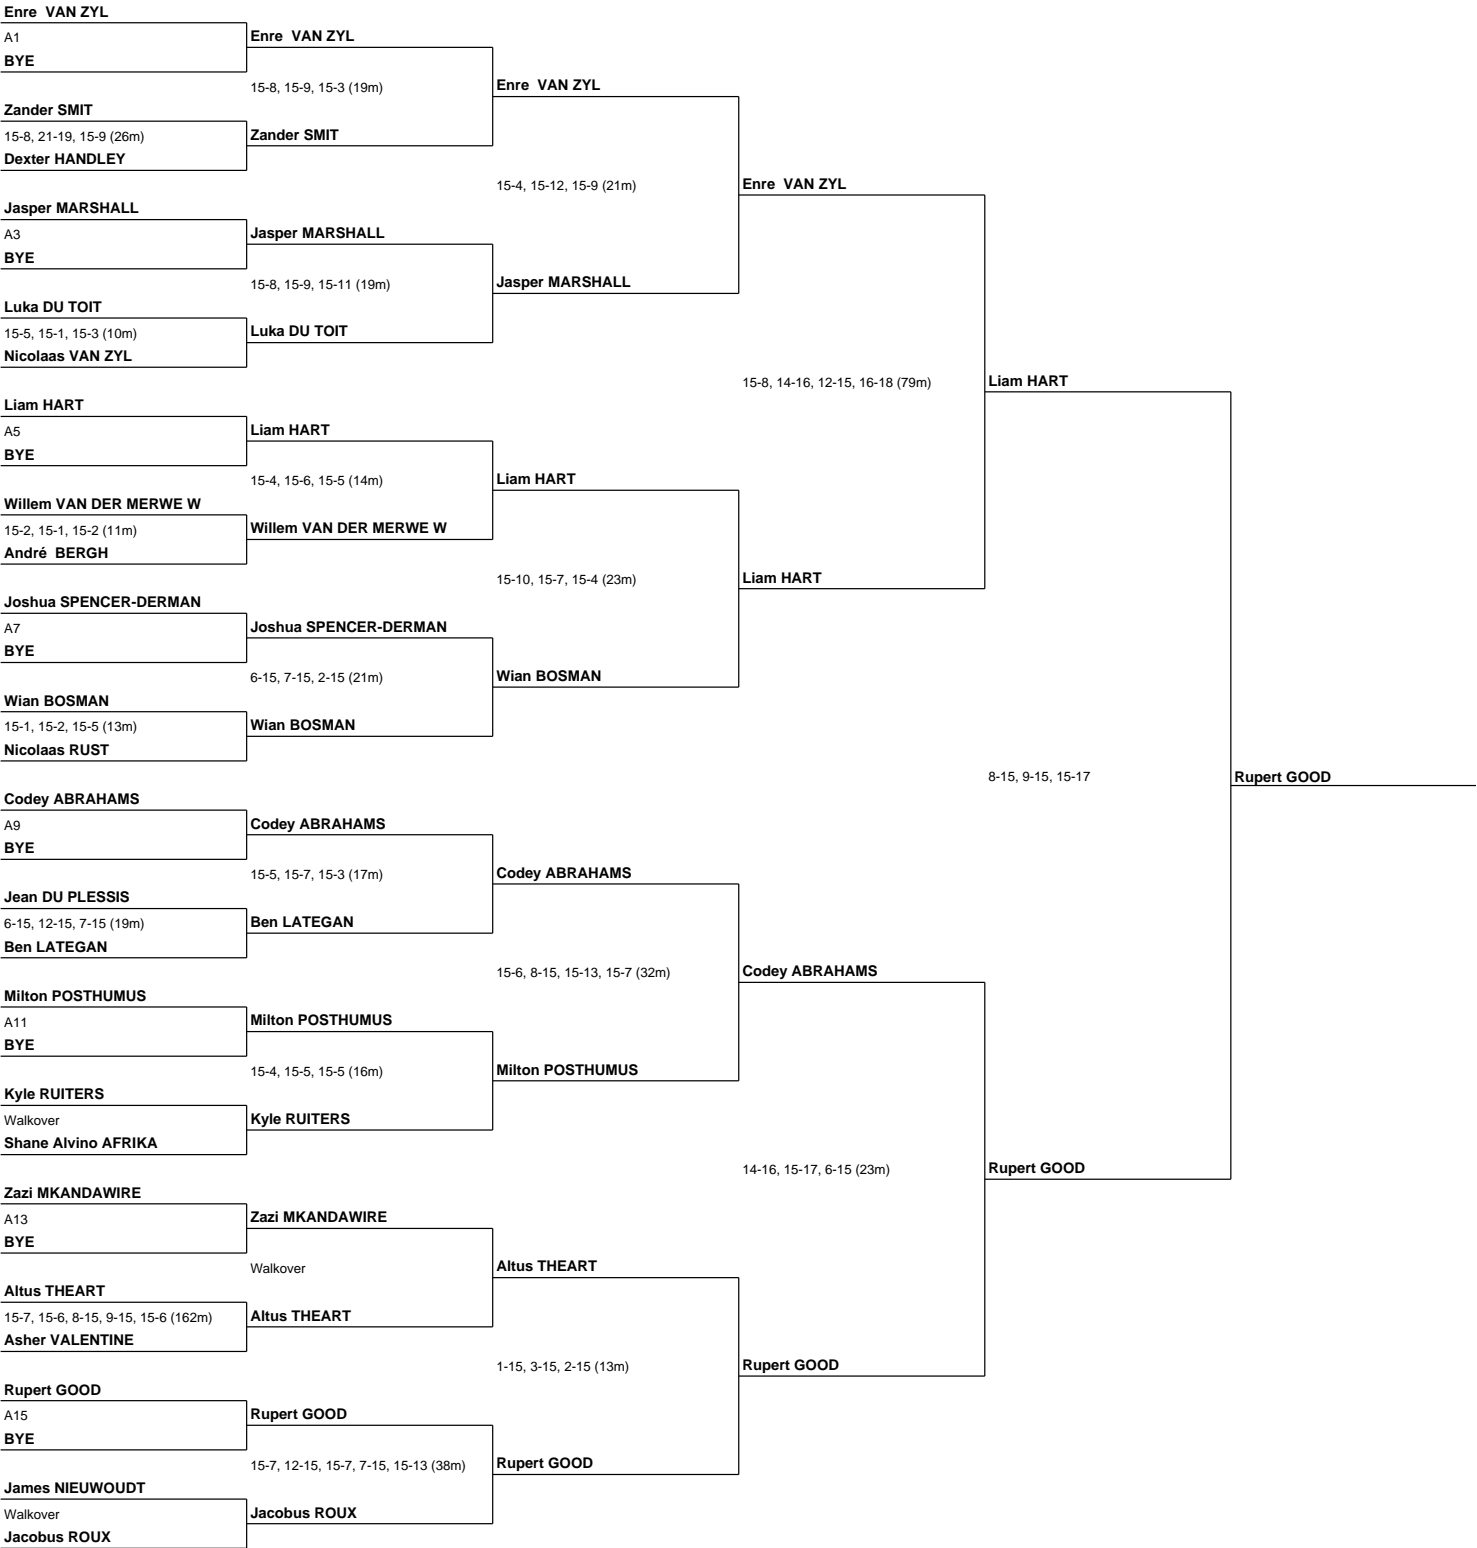 Enre  VAN ZYL
A1
BYE
Enre  VAN ZYL
15-8, 15-9, 15-3 (19m)
Enre  VAN ZYL
Zander SMIT
15-8, 21-19, 15-9 (26m)
Dexter HANDLEY
Zander SMIT
15-4, 15-12, 15-9 (21m)
Enre  VAN ZYL
Jasper MARSHALL
A3
BYE
Jasper MARSHALL
15-8, 15-9, 15-11 (19m)
Jasper MARSHALL
Luka DU TOIT
15-5, 15-1, 15-3 (10m)
Nicolaas VAN ZYL
Luka DU TOIT
15-8, 14-16, 12-15, 16-18 (79m)
Liam HART
Liam HART
A5
BYE
Liam HART
15-4, 15-6, 15-5 (14m)
Liam HART
Willem VAN DER MERWE W
15-2, 15-1, 15-2 (11m)
André  BERGH
Willem VAN DER MERWE W
15-10, 15-7, 15-4 (23m)
Liam HART
Joshua SPENCER-DERMAN
A7
BYE
Joshua SPENCER-DERMAN
6-15, 7-15, 2-15 (21m)
Wian BOSMAN
Wian BOSMAN
15-1, 15-2, 15-5 (13m)
Nicolaas RUST
Wian BOSMAN
8-15, 9-15, 15-17
Rupert GOOD
Codey ABRAHAMS
A9
BYE
Codey ABRAHAMS
15-5, 15-7, 15-3 (17m)
Codey ABRAHAMS
Jean DU PLESSIS
6-15, 12-15, 7-15 (19m)
Ben LATEGAN
Ben LATEGAN
15-6, 8-15, 15-13, 15-7 (32m)
Codey ABRAHAMS
Milton POSTHUMUS
A11
BYE
Milton POSTHUMUS
15-4, 15-5, 15-5 (16m)
Milton POSTHUMUS
Kyle RUITERS
Walkover
Shane Alvino AFRIKA
Kyle RUITERS
14-16, 15-17, 6-15 (23m)
Rupert GOOD
Zazi MKANDAWIRE
A13
BYE
Zazi MKANDAWIRE
Walkover
Altus THEART
Altus THEART
15-7, 15-6, 8-15, 9-15, 15-6 (162m)
Asher VALENTINE
Altus THEART
1-15, 3-15, 2-15 (13m)
Rupert GOOD
Rupert GOOD
A15
BYE
Rupert GOOD
15-7, 12-15, 15-7, 7-15, 15-13 (38m)
Rupert GOOD
James NIEUWOUDT
Walkover
Jacobus ROUX
Jacobus ROUX